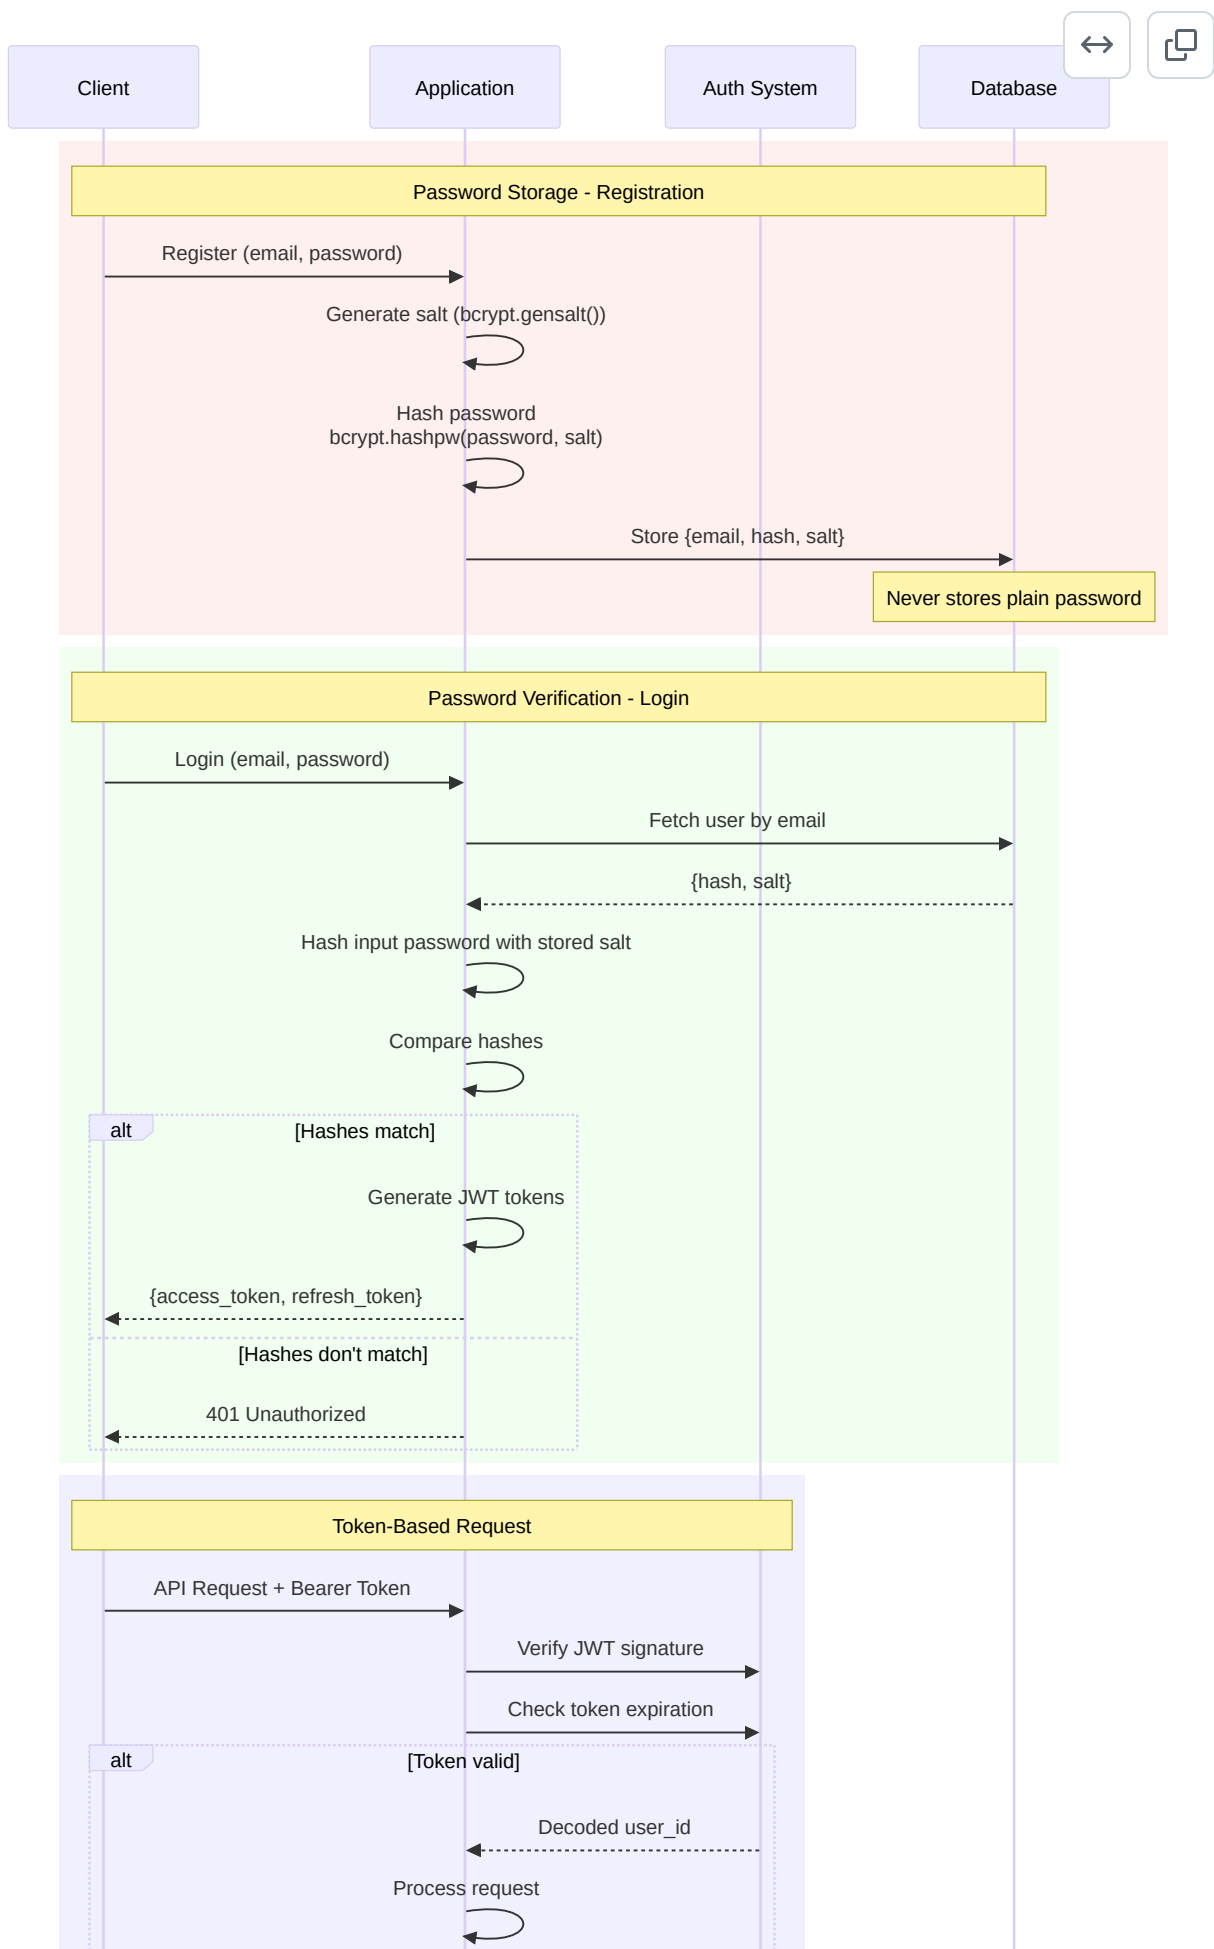 Client
Application
Auth System
Database
Password Storage - Registration
Register (email, password)
Generate salt (bcrypt.gensalt())
Hash password
bcrypt.hashpw(password, salt)
Store {email, hash, salt}
Never stores plain password
Password Verification - Login
Login (email, password)
Fetch user by email
{hash, salt}
Hash input password with stored salt
Compare hashes
alt
[Hashes match]
Generate JWT tokens
{access_token, refresh_token}
[Hashes don't match]
401 Unauthorized
Token-Based Request
API Request + Bearer Token
Verify JWT signature
Check token expiration
alt
[Token valid]
Decoded user_id
Process request